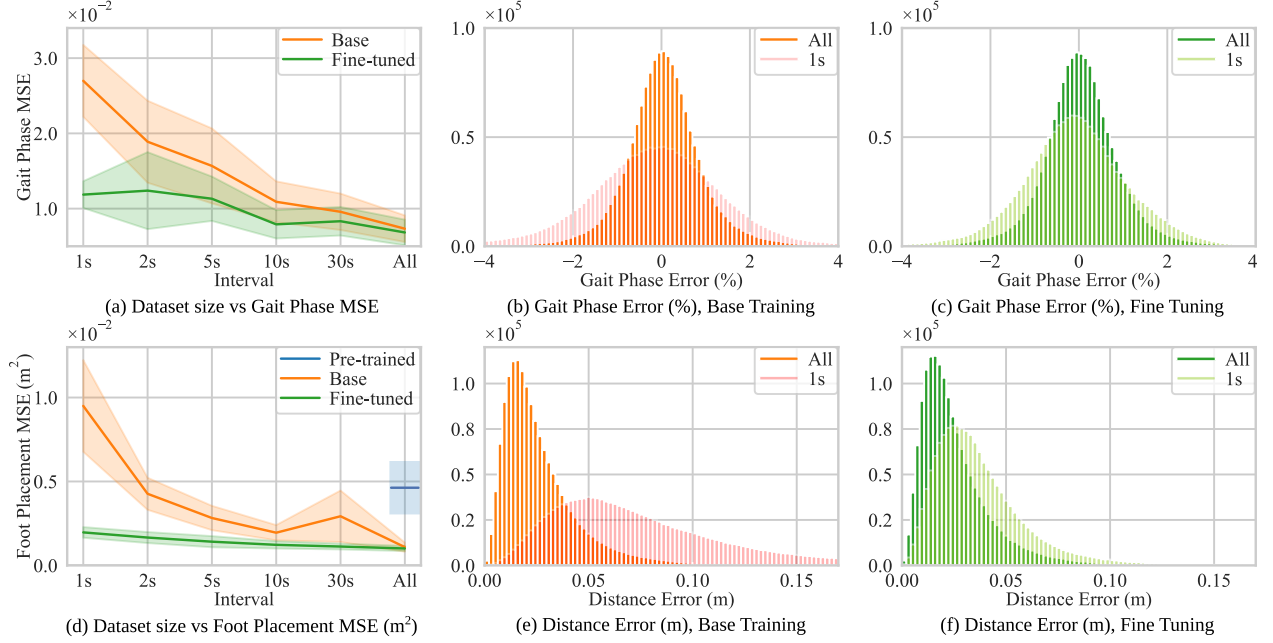 ×10⁻²
3.0
2.0
1.0
Gait Phase MSE
Base
Fine-tuned
1s 2s 5s 10s 30s All
Interval
(a) Dataset size vs Gait Phase MSE
×10⁵
1.0
0.5
0.0
All
1s
−4 −2 0 2 4
Gait Phase Error (%)
(b) Gait Phase Error (%), Base Training
×10⁵
1.0
0.5
0.0
All
1s
−4 −2 0 2 4
Gait Phase Error (%)
(c) Gait Phase Error (%), Fine Tuning
×10⁻²
1.0
0.5
0.0
Foot Placement MSE (m²)
Pre-trained
Base
Fine-tuned
1s 2s 5s 10s 30s All
Interval
(d) Dataset size vs Foot Placement MSE (m²)
×10⁵
1.0
0.8
0.5
0.2
0.0
All
1s
0.00 0.05 0.10 0.15
Distance Error (m)
(e) Distance Error (m), Base Training
×10⁵
1.0
0.8
0.5
0.2
0.0
All
1s
0.00 0.05 0.10 0.15
Distance Error (m)
(f) Distance Error (m), Fine Tuning